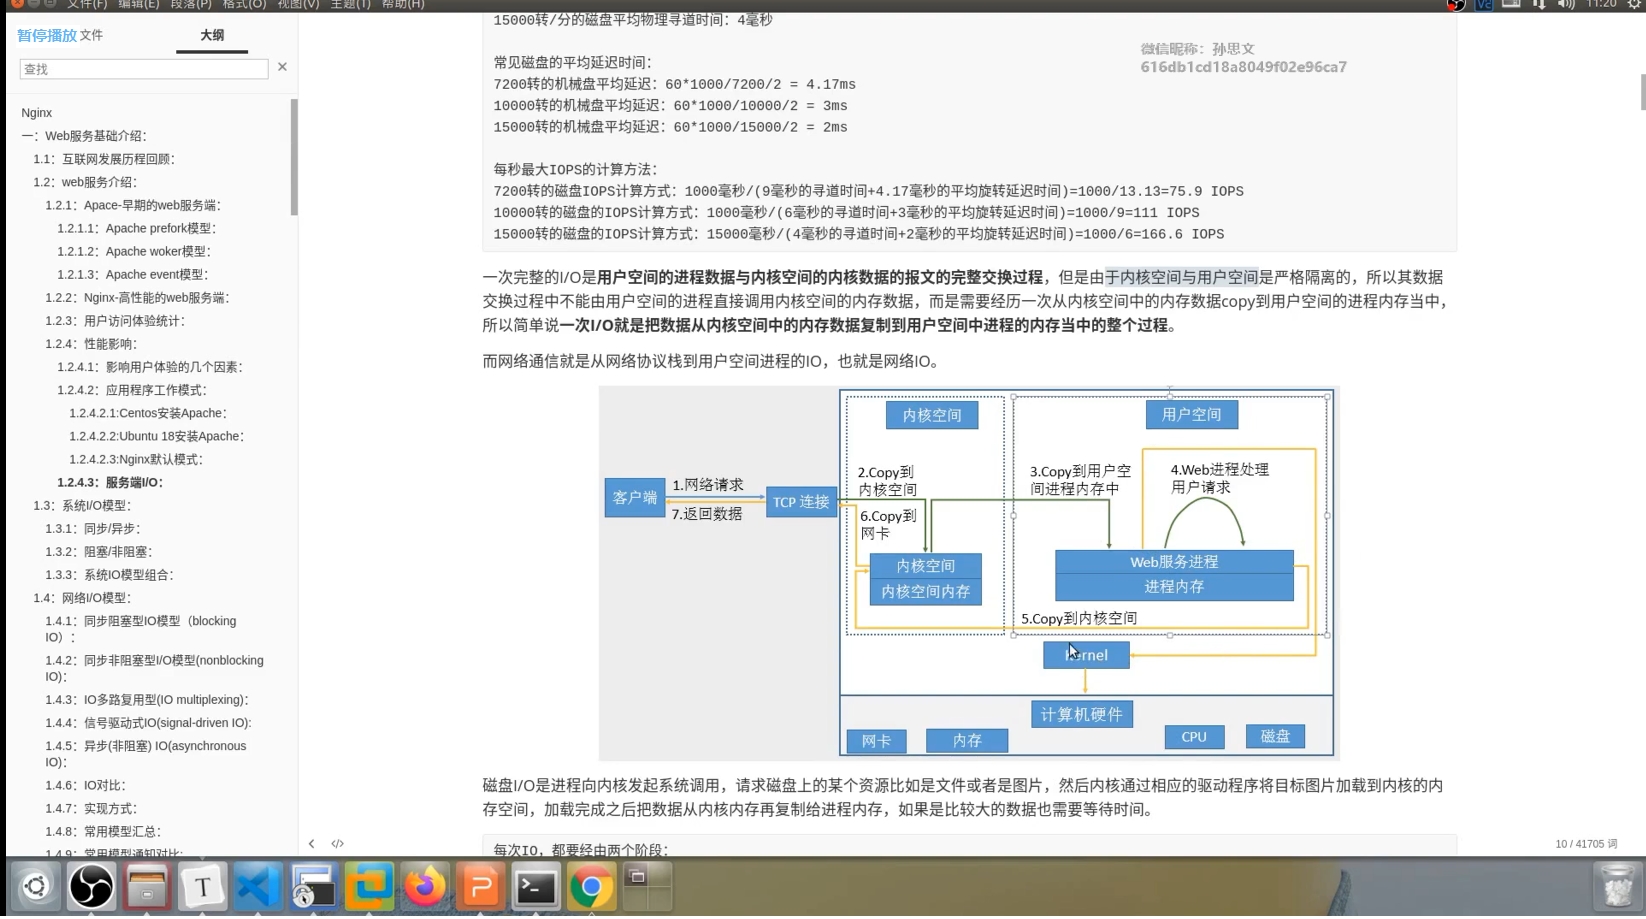 文件(F) 编辑(E) 段落(P) 格式(O) 视图(V) 主题(T) 帮助(H)
11:20
暂停播放 文件
大纲
查找
Nginx
一：Web服务基础介绍：
1.1：互联网发展历程回顾：
1.2：web服务介绍：
1.2.1：Apace-早期的web服务端：
1.2.1.1：Apache prefork模型：
1.2.1.2：Apache woker模型：
1.2.1.3：Apache event模型：
1.2.2：Nginx-高性能的web服务端：
1.2.3：用户访问体验统计：
1.2.4：性能影响：
1.2.4.1：影响用户体验的几个因素：
1.2.4.2：应用程序工作模式：
1.2.4.2.1:Centos安装Apache：
1.2.4.2.2:Ubuntu 18安装Apache：
1.2.4.2.3:Nginx默认模式：
1.2.4.3：服务端I/O：
1.3：系统I/O模型：
1.3.1：同步/异步：
1.3.2：阻塞/非阻塞：
1.3.3：系统IO模型组合：
1.4：网络I/O模型：
1.4.1：同步阻塞型IO模型（blocking
IO）：
1.4.2：同步非阻塞型I/O模型(nonblocking
IO)：
1.4.3：IO多路复用型(IO multiplexing)：
1.4.4：信号驱动式IO(signal-driven IO):
1.4.5：异步(非阻塞) IO(asynchronous
IO)：
1.4.6：IO对比：
1.4.7：实现方式：
1.4.8：常用模型汇总：
1.4.9：常用模型通知对比:
15000转/分的磁盘平均物理寻道时间：4毫秒
微信昵称：孙思文
616db1cd18a8049f02e96ca7
常见磁盘的平均延迟时间：
7200转的机械盘平均延迟：60*1000/7200/2 = 4.17ms
10000转的机械盘平均延迟：60*1000/10000/2 = 3ms
15000转的机械盘平均延迟：60*1000/15000/2 = 2ms
每秒最大IOPS的计算方法：
7200转的磁盘IOPS计算方式：1000毫秒/(9毫秒的寻道时间+4.17毫秒的平均旋转延迟时间)=1000/13.13=75.9 IOPS
10000转的磁盘的IOPS计算方式：1000毫秒/(6毫秒的寻道时间+3毫秒的平均旋转延迟时间)=1000/9=111 IOPS
15000转的磁盘的IOPS计算方式：15000毫秒/(4毫秒的寻道时间+2毫秒的平均旋转延迟时间)=1000/6=166.6 IOPS
一次完整的I/O是用户空间的进程数据与内核空间的内核数据的报文的完整交换过程，但是由于内核空间与用户空间是严格隔离的，所以其数据
交换过程中不能由用户空间的进程直接调用内核空间的内存数据，而是需要经历一次从内核空间中的内存数据copy到用户空间的进程内存当中，
所以简单说一次I/O就是把数据从内核空间中的内存数据复制到用户空间中进程的内存当中的整个过程。
而网络通信就是从网络协议栈到用户空间进程的IO，也就是网络IO。
内核空间
用户空间
客户端
1.网络请求
7.返回数据
TCP 连接
2.Copy到
内核空间
6.Copy到
网卡
3.Copy到用户空
间进程内存中
4.Web进程处理
用户请求
内核空间
内核空间内存
Web服务进程
进程内存
5.Copy到内核空间
Kernel
计算机硬件
网卡
内存
CPU
磁盘
磁盘I/O是进程向内核发起系统调用，请求磁盘上的某个资源比如是文件或者是图片，然后内核通过相应的驱动程序将目标图片加载到内核的内
存空间，加载完成之后把数据从内核内存再复制给进程内存，如果是比较大的数据也需要等待时间。
每次IO，都要经由两个阶段：
10 / 41705 词